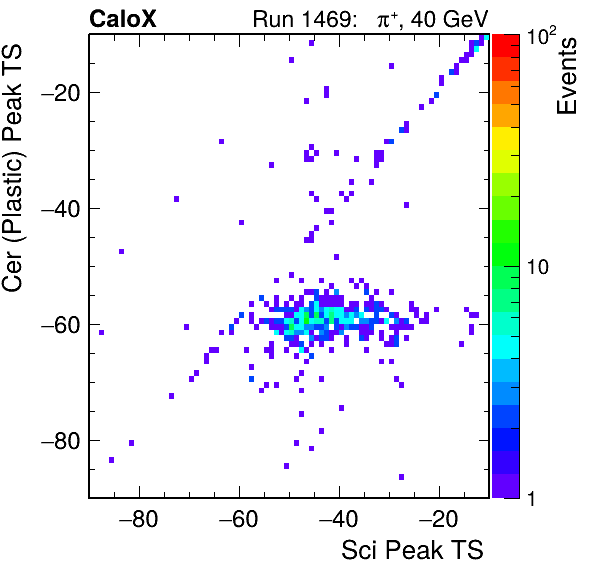 CaloX Run 1469: π⁺, 40 GeV
Cer (Plastic) Peak TS
−20
−40
−60
−80
−80 −60 −40 −20
Sci Peak TS
10²
10
1
Events